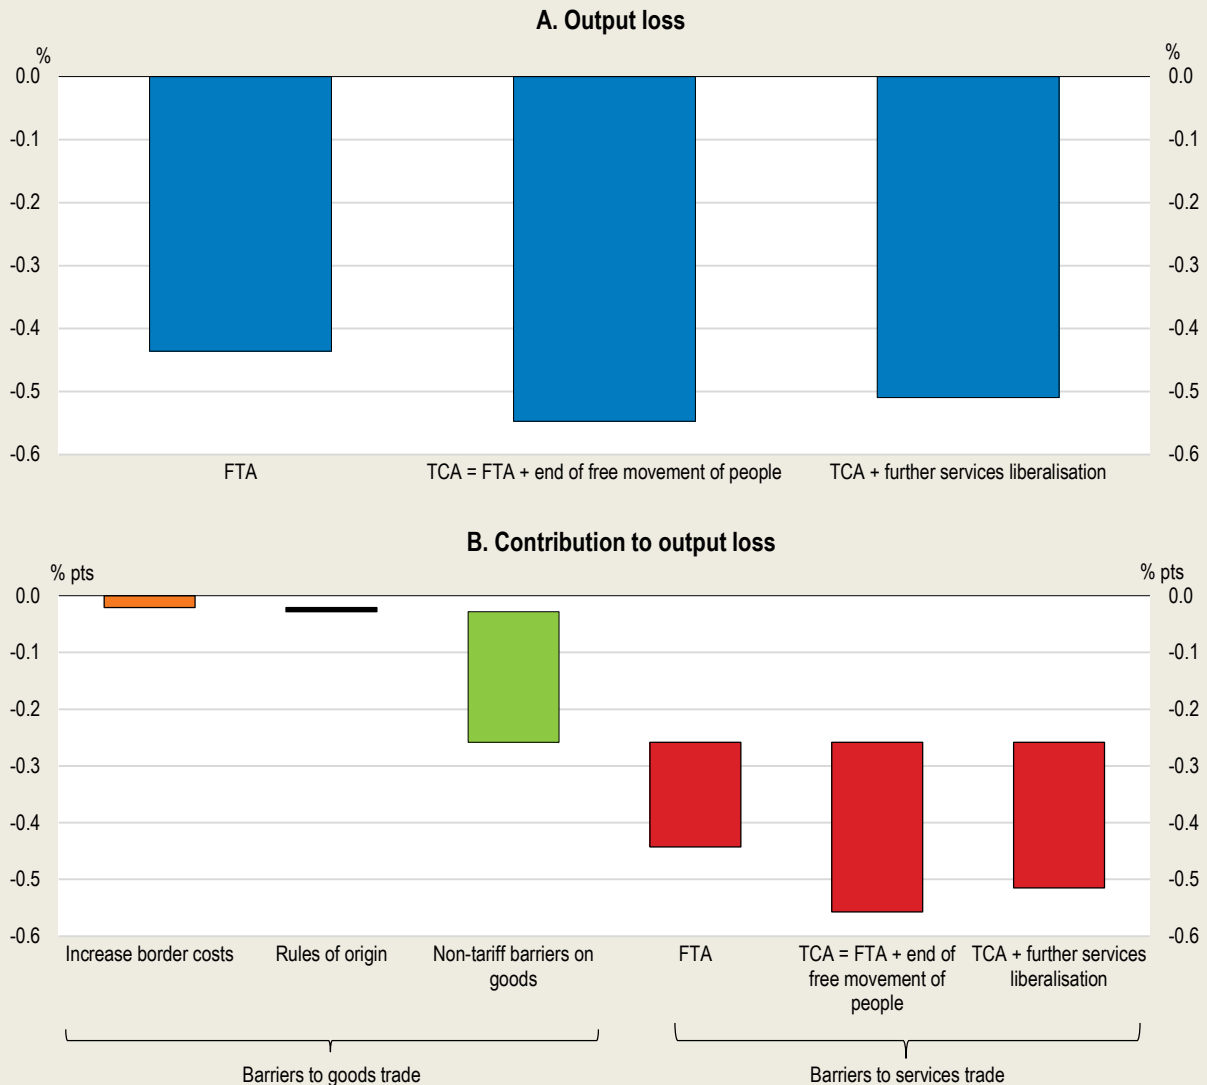 A. Output loss
% %
0.0 0.0
-0.1 -0.1
-0.2 -0.2
-0.3 -0.3
-0.4 -0.4
-0.5 -0.5
-0.6 -0.6
FTA TCA = FTA + end of free movement of people TCA + further services liberalisation
B. Contribution to output loss
% pts % pts
0.0 0.0
-0.1 -0.1
-0.2 -0.2
-0.3 -0.3
-0.4 -0.4
-0.5 -0.5
-0.6 -0.6
Increase border costs
Rules of origin
Non-tariff barriers on
goods
FTA
TCA = FTA + end of
free movement of
people
TCA + further services
liberalisation
Barriers to goods trade
Barriers to services trade